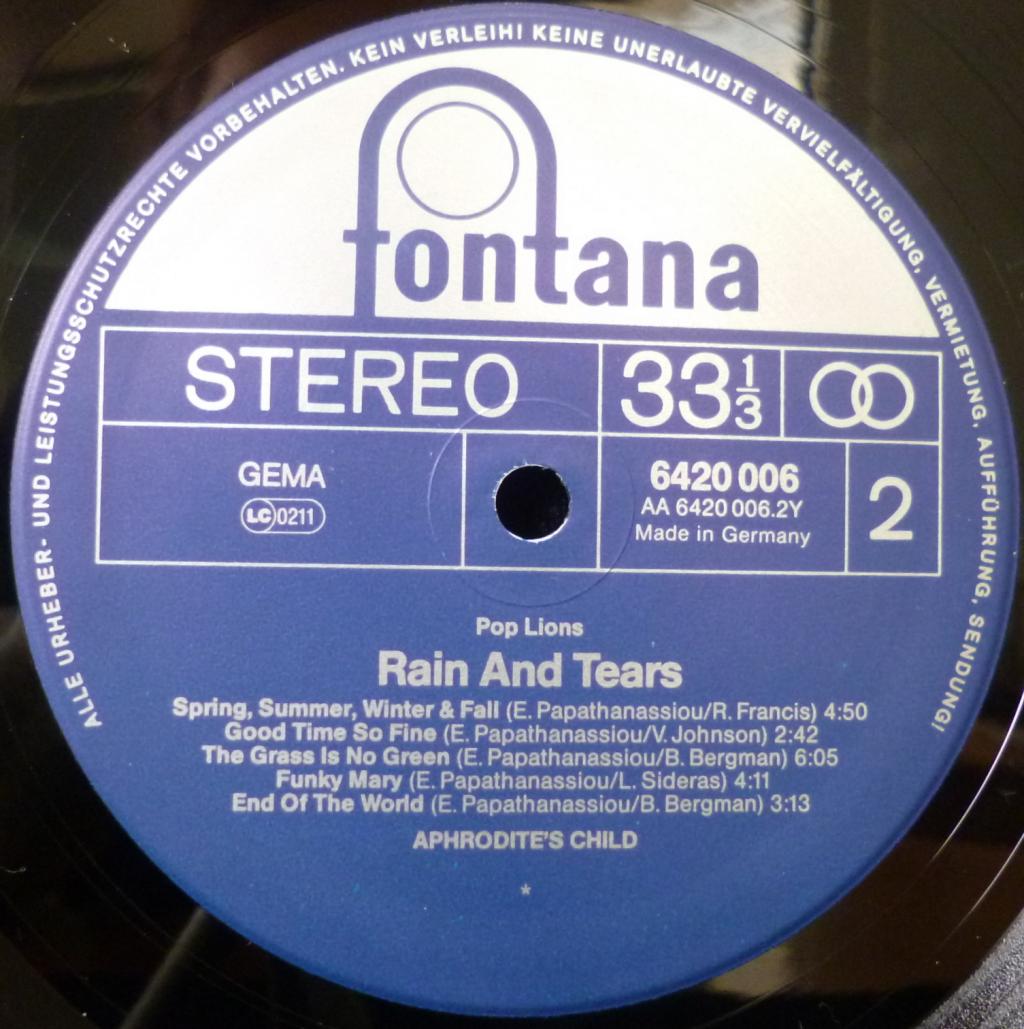 ALLE URHEBER- UND LEISTUNGSSCHUTZRECHTE VORBEHALTEN. KEIN VERLEIH! KEINE UNERLAUBTE VERVIELFÄLTIGUNG, VERMIETUNG, AUFFÜHRUNG, SENDUNG!
fontana
STEREO 33 1/3
GEMA
LC 0211
6420 006
AA 6420 006.2Y
Made in Germany
2
Pop Lions
Rain And Tears
Spring, Summer, Winter & Fall (E. Papathanassiou/R. Francis) 4:50
Good Time So Fine (E. Papathanassiou/V. Johnson) 2:42
The Grass Is No Green (E. Papathanassiou/B. Bergman) 6:05
Funky Mary (E. Papathanassiou/L. Sideras) 4:11
End Of The World (E. Papathanassiou/B. Bergman) 3:13
APHRODITE'S CHILD
*